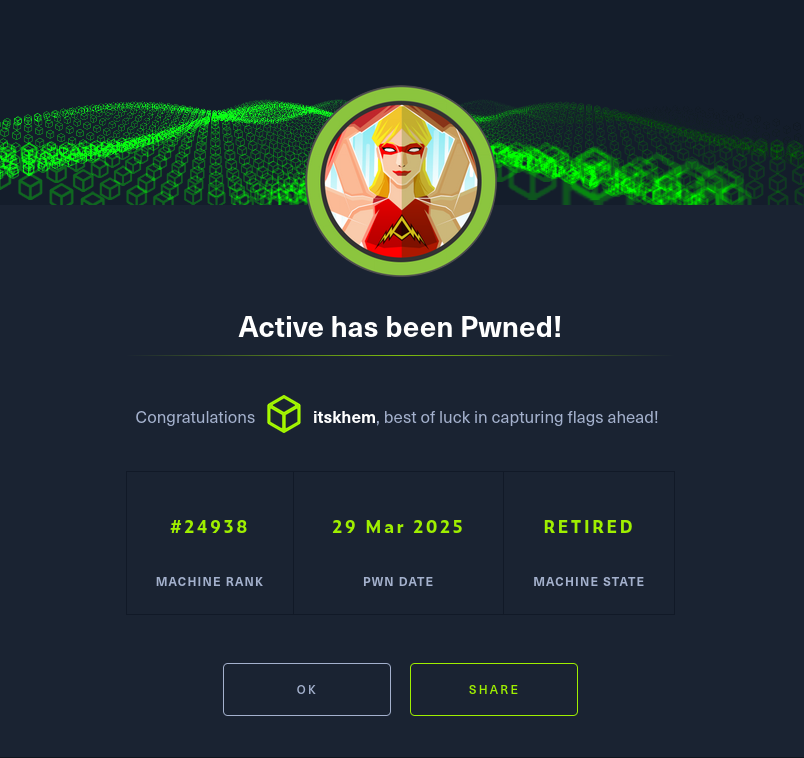 Active has been Pwned!
Congratulations itskhem, best of luck in capturing flags ahead!
#24938 29 Mar 2025 RETIRED
MACHINE RANK PWN DATE MACHINE STATE
OK SHARE